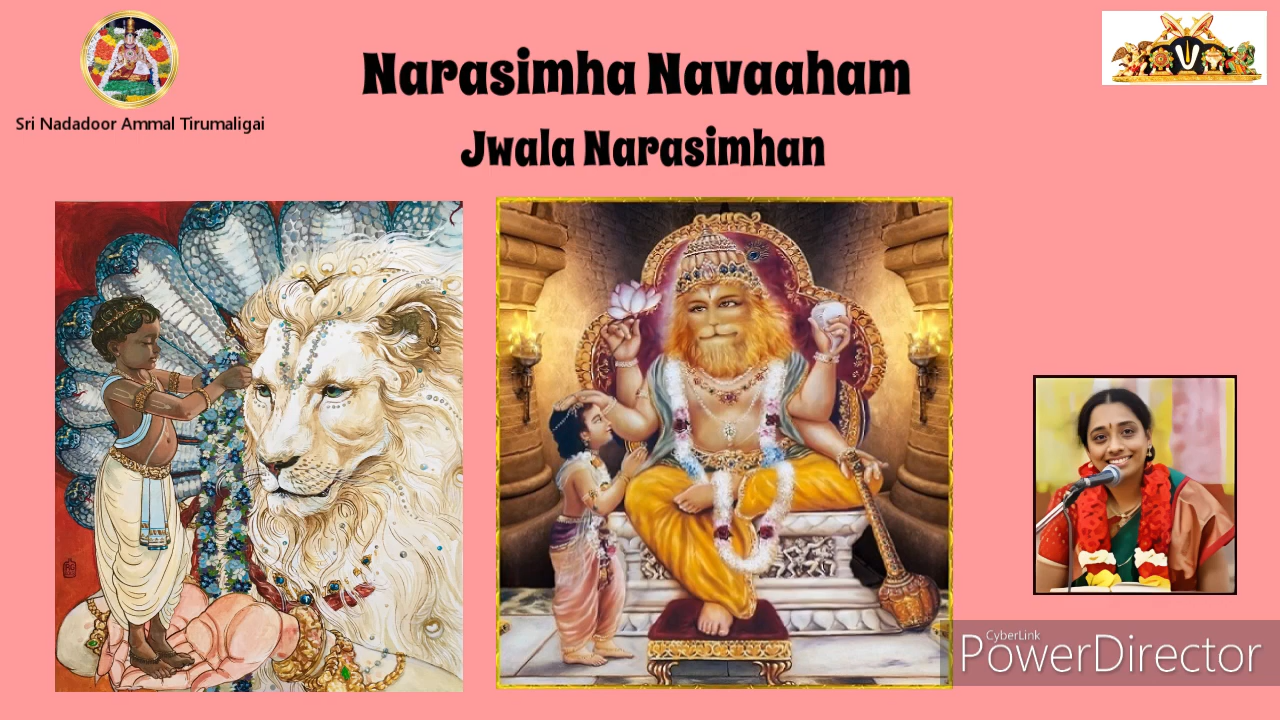 Narasimha Navaaham
Jwala Narasimhan
Sri Nadadoor Ammal Tirumaligai
CyberLink
PowerDirector